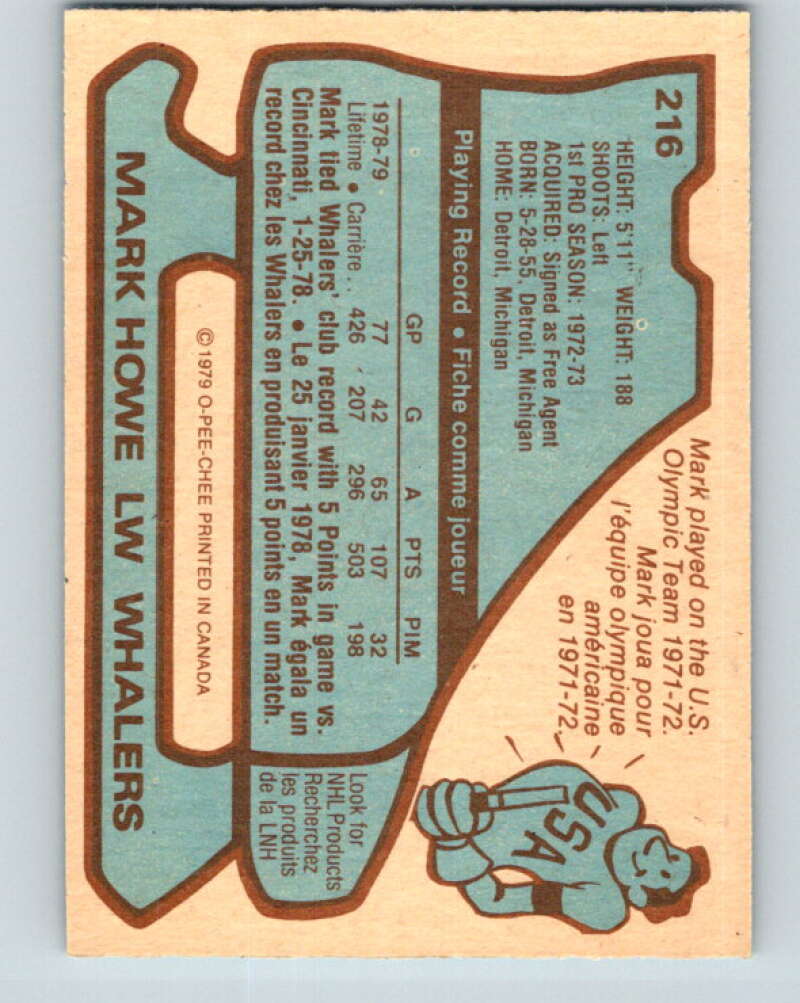 216
HEIGHT: 5'11" WEIGHT: 188
SHOOTS: Left
1st PRO SEASON: 1972-73
ACQUIRED: Signed as Free Agent
BORN: 5-28-55, Detroit, Michigan
HOME: Detroit, Michigan
Mark played on the U.S.
Olympic Team 1971-72.
Mark joua pour
l'équipe olympique
américaine
en 1971-72.
USA
Playing Record • Fiche comme joueur
GP G A PTS PIM
1978-79 77 42 65 107 32
Lifetime • Carrière . . 426 207 296 503 198
Mark tied Whalers' club record with 5 Points in game vs.
Cincinnati, 1-25-78. • Le 25 janvier 1978, Mark égala un
record chez les Whalers en produisant 5 points en un match.
Look for
NHL Products
Recherchez
les produits
de la LNH
© 1979 O-PEE-CHEE PRINTED IN CANADA
MARK HOWE LW WHALERS